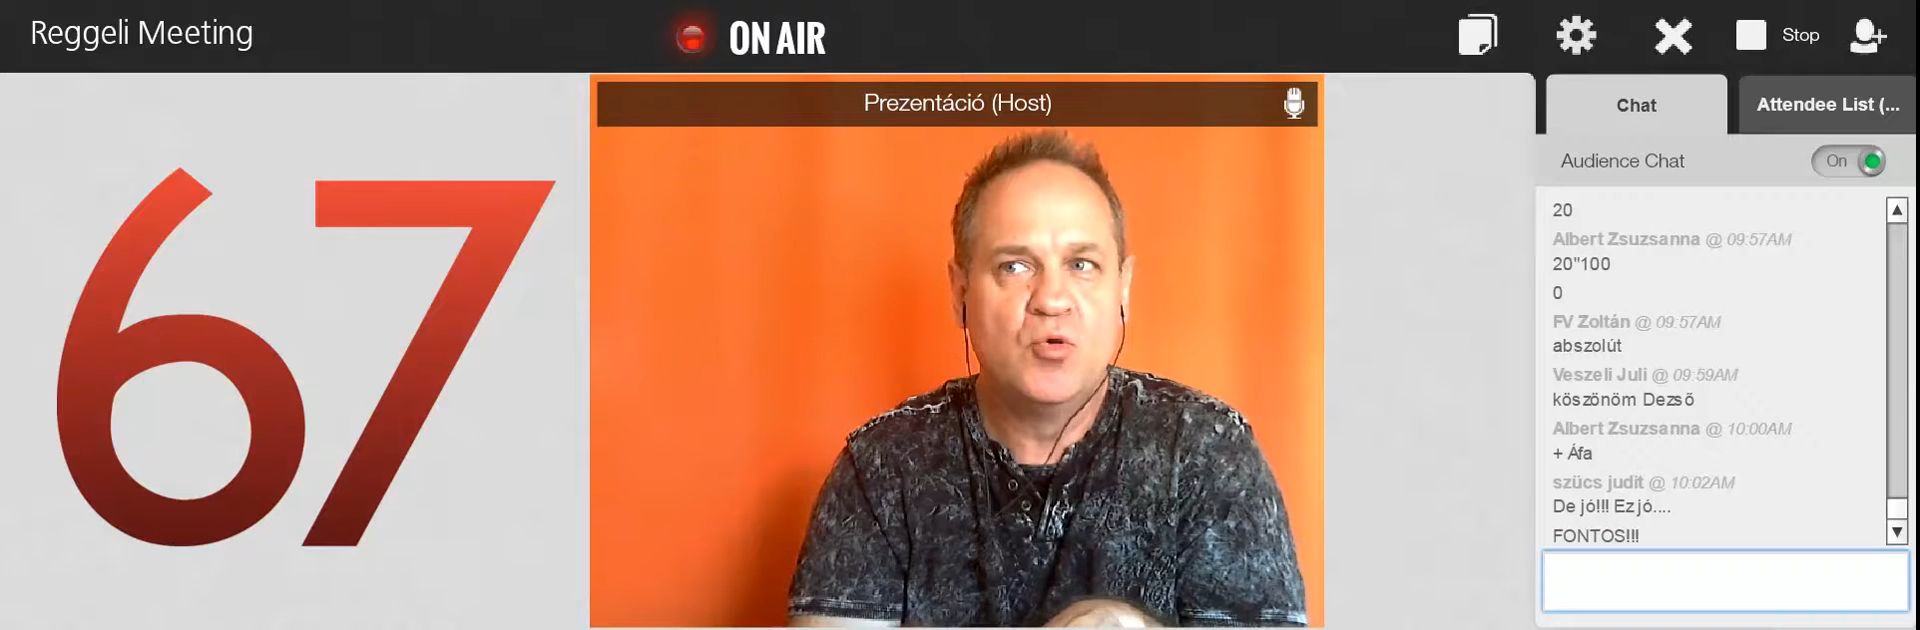 Reggeli Meeting
ON AIR
Stop
67
Prezentáció (Host)
Chat
Attendee List (...
Audience Chat
On
20
Albert Zsuzsanna @ 09:57AM
20"100
0
FV Zoltán @ 09:57AM
abszolút
Veszeli Juli @ 09:59AM
köszönöm Dezsõ
Albert Zsuzsanna @ 10:00AM
+ Áfa
szücs judit @ 10:02AM
De jó!!! Ez jó....
FONTOS!!!